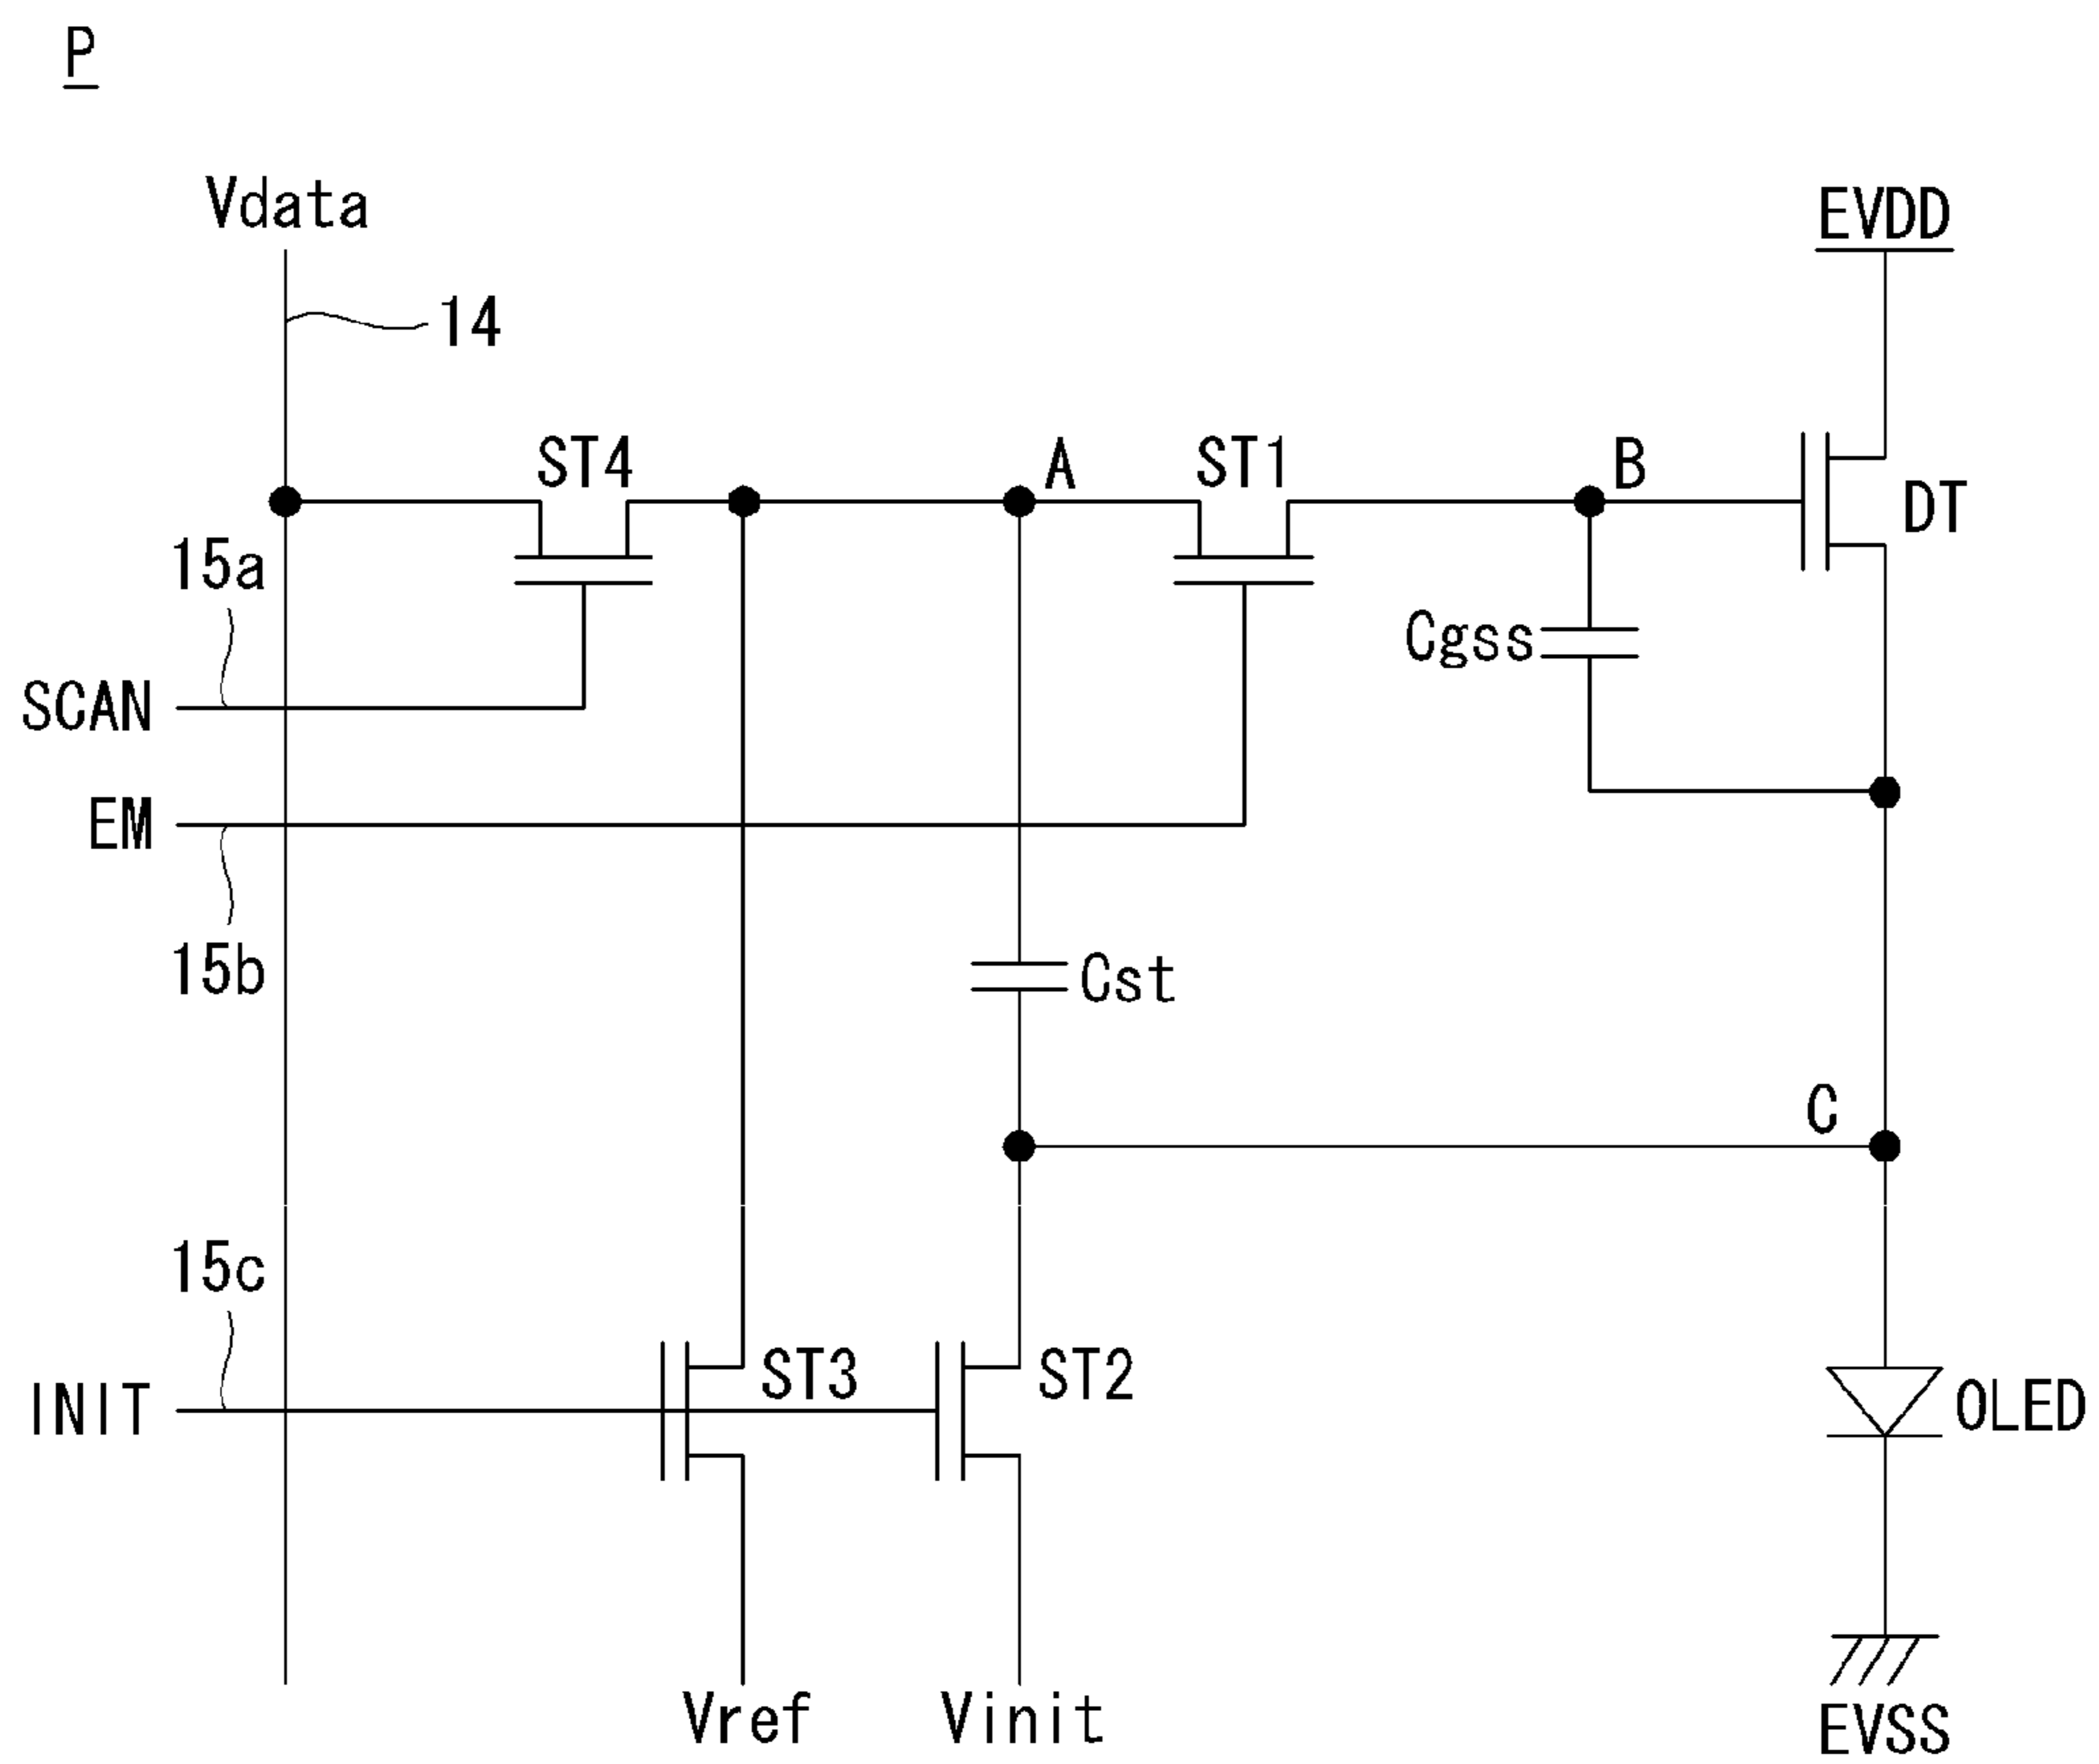 P
Vdata
EVDD
14
ST4
A
ST1
B
DT
15a
Cgss
SCAN
EM
15b
Cst
C
15c
ST3
ST2
INIT
OLED
Vref
Vinit
EVSS